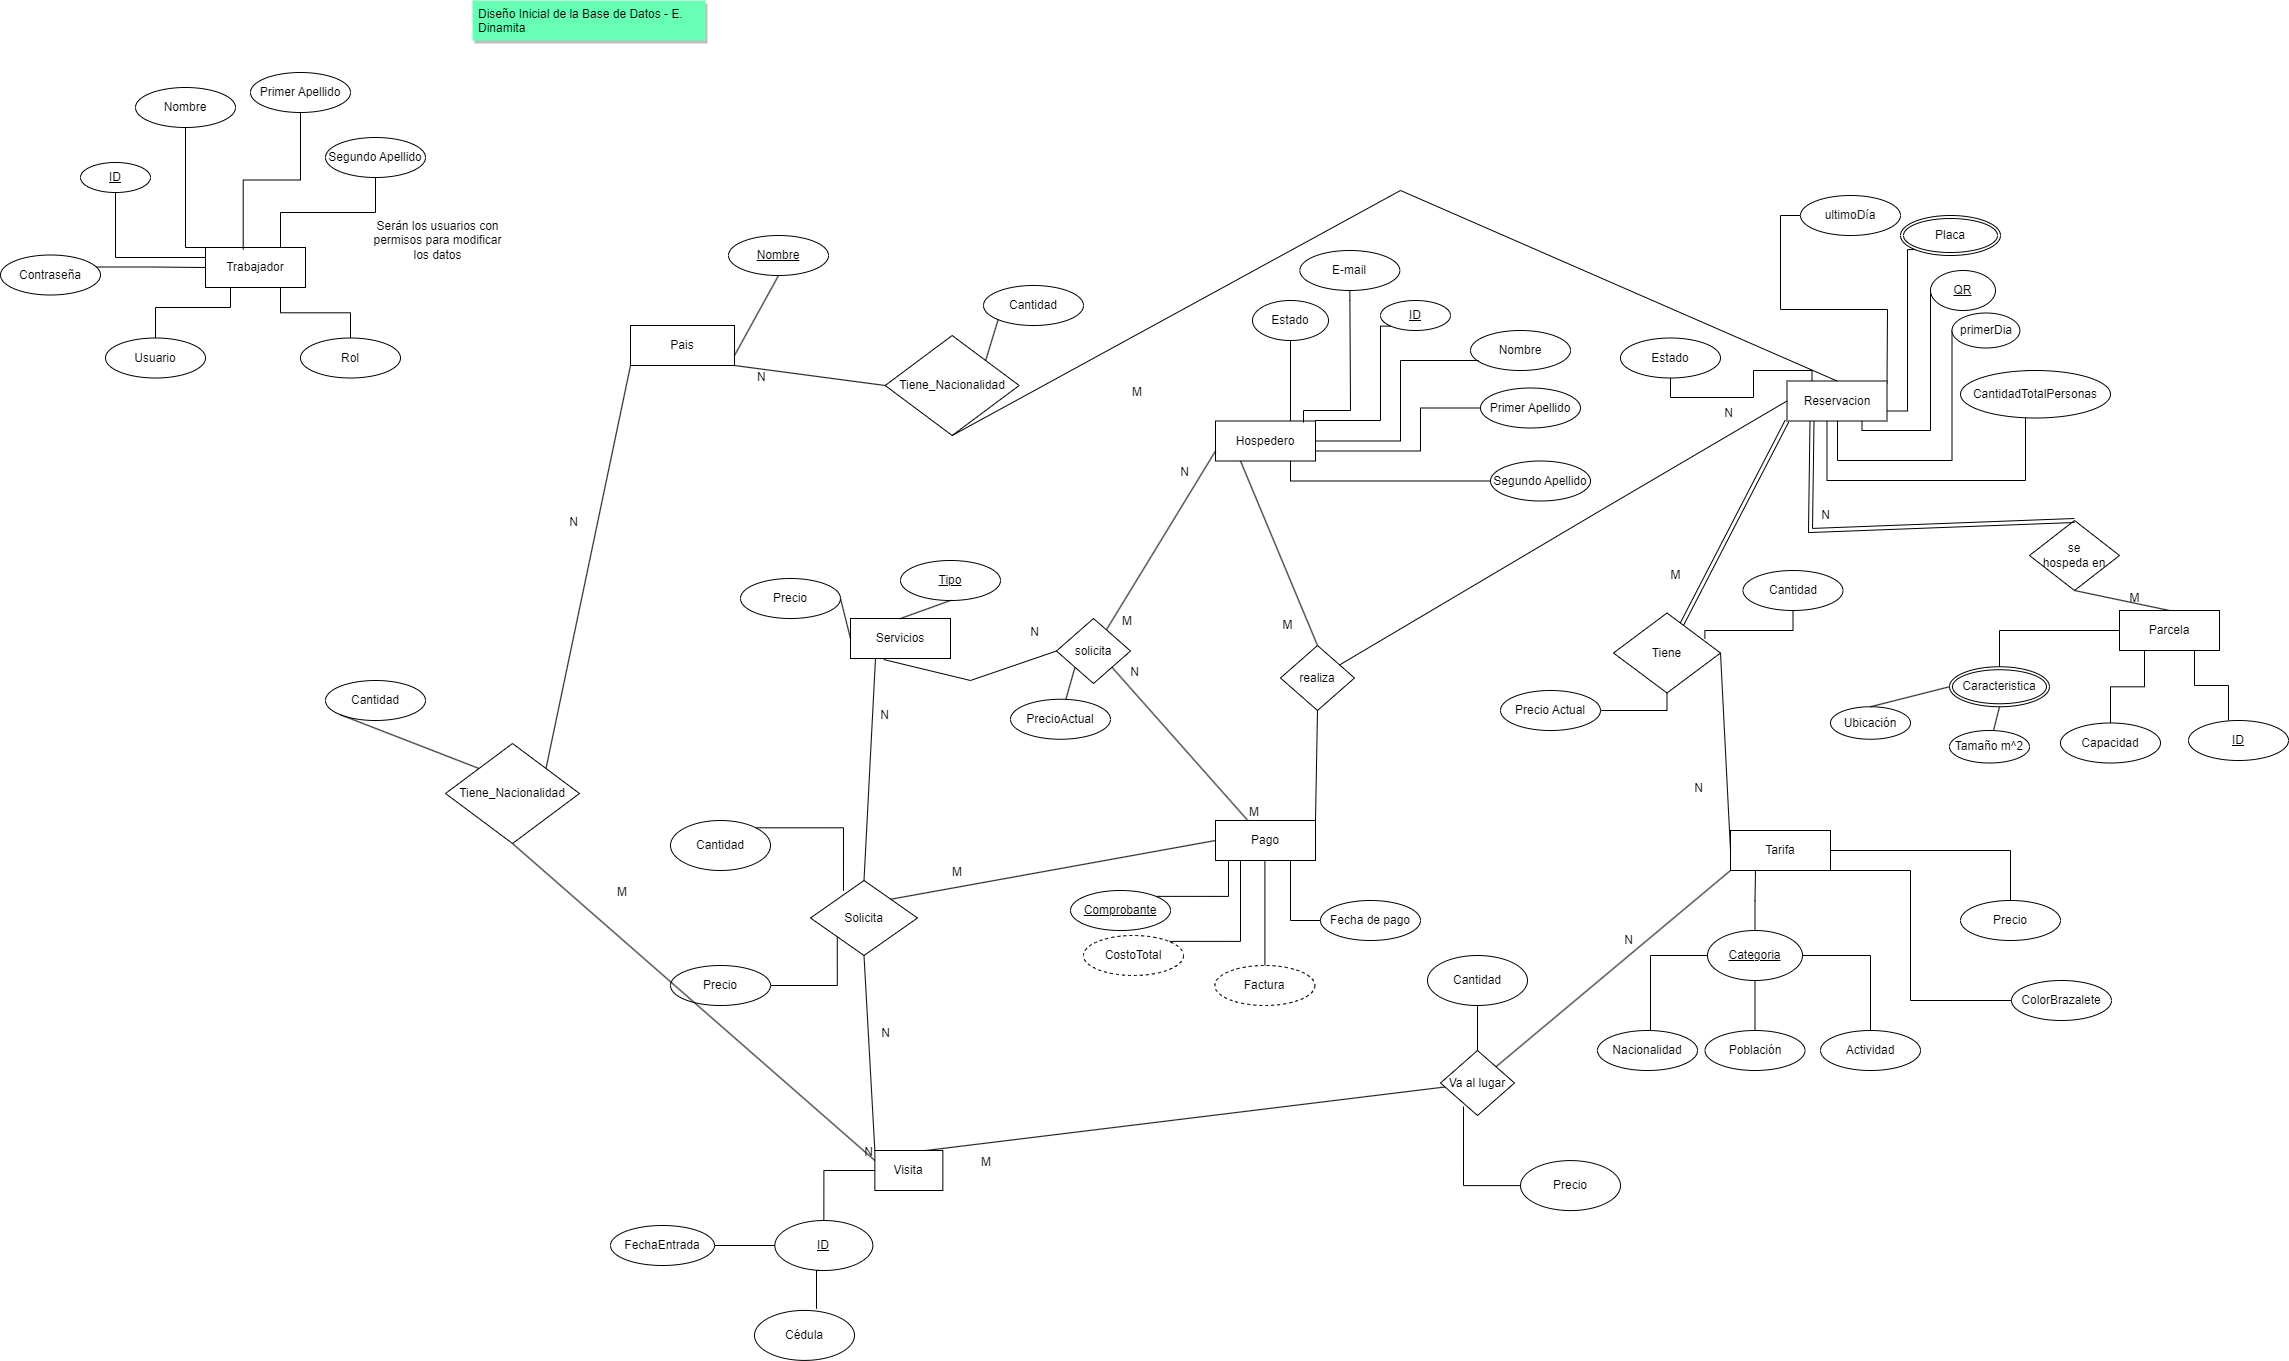 Diseño Inicial de la Base de Datos - E.
Dinamita
Primer Apellido
Nombre
Segundo Apellido
ID
Serán los usuarios con
permisos para modificar
los datos
Trabajador
Contraseña
Usuario
Rol
Nombre
Cantidad
Pais
N
Tiene_Nacionalidad
M
N
E-mail
Estado
ID
Nombre
Primer Apellido
Hospedero
Segundo Apellido
N
ultimoDía
Placa
QR
primerDia
Estado
CantidadTotalPersonas
Reservacion
N
N
se
hospeda en
M
Parcela
Caracteristica
Ubicación
Tamaño m^2
Capacidad
ID
M
Cantidad
Tiene
Precio Actual
N
Tipo
Precio
Servicios
N
M
solicita
N
PrecioActual
M
realiza
N
Cantidad
Tiene_Nacionalidad
M
Cantidad
M
Solicita
Precio
N
M
Pago
Comprobante
CostoTotal
Factura
Fecha de pago
Tarifa
Precio
Categoria
ColorBrazalete
Nacionalidad
Población
Actividad
N
Cantidad
Va al lugar
Precio
N
M
Visita
FechaEntrada
ID
Cédula